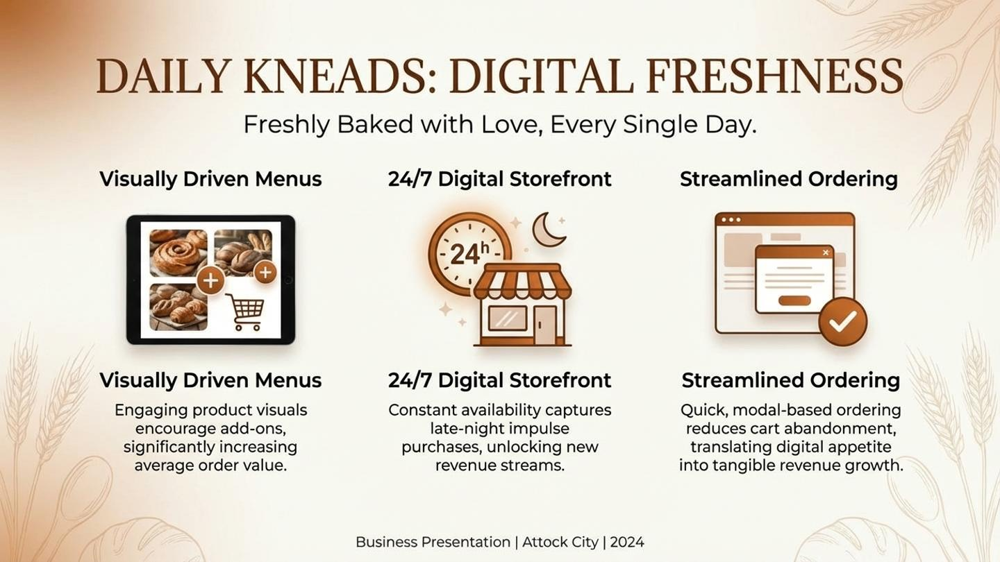 DAILY KNEADS: DIGITAL FRESHNESS
Freshly Baked with Love, Every Single Day.
Visually Driven Menus
24/7 Digital Storefront
Streamlined Ordering
24h
Visually Driven Menus
Engaging product visuals
encourage add-ons,
significantly increasing
average order value.
24/7 Digital Storefront
Constant availability captures
late-night impulse
purchases, unlocking new
revenue streams.
Streamlined Ordering
Quick, modal-based ordering
reduces cart abandonment,
translating digital appetite
into tangible revenue growth.
Business Presentation | Attock City | 2024